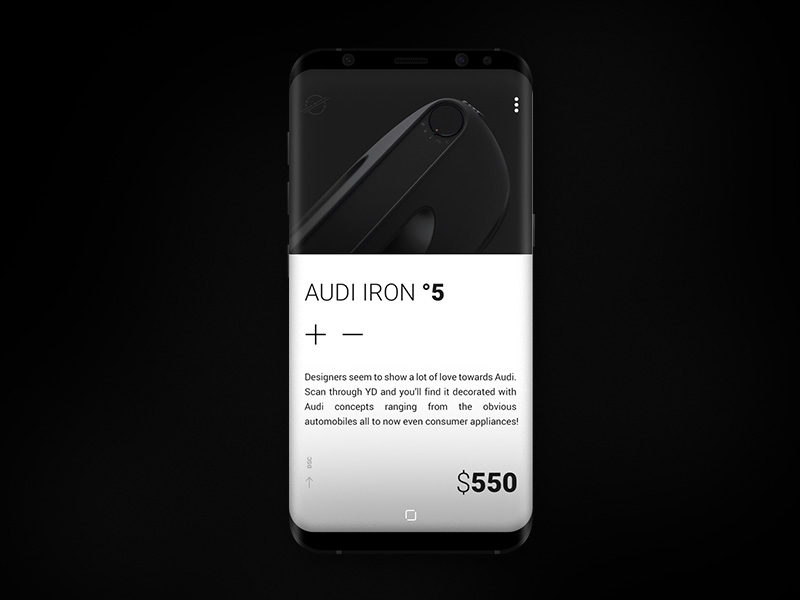 AUDI IRON °5
Designers seem to show a lot of love towards Audi.
Scan through YD and you'll find it decorated with
Audi concepts ranging from the obvious
automobiles all to now even consumer appliances!
DSC
$550